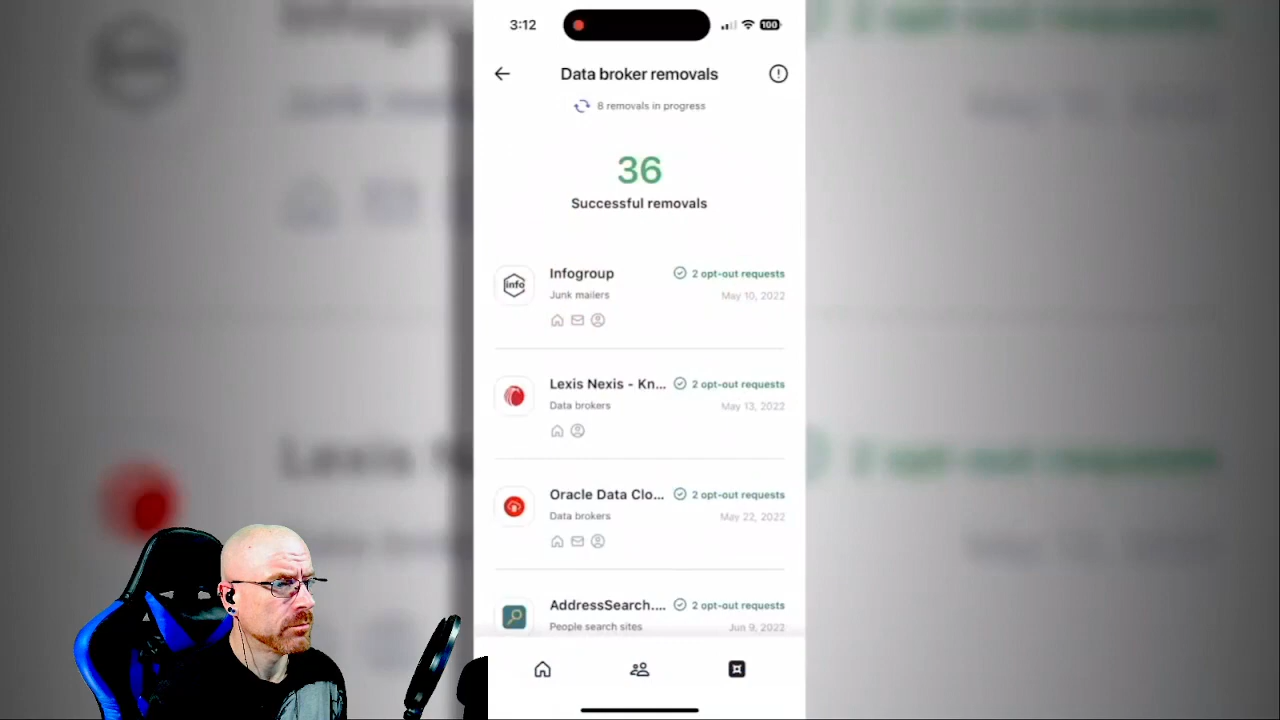 3:12
100
Data broker removals
8 removals in progress
36
Successful removals
info
Infogroup
2 opt-out requests
Junk mailers
May 10, 2022
Lexis Nexis - Kn...
2 opt-out requests
Data brokers
May 13, 2022
Oracle Data Clo...
2 opt-out requests
Data brokers
May 22, 2022
AddressSearch....
2 opt-out requests
People search sites
Jun 9, 2022